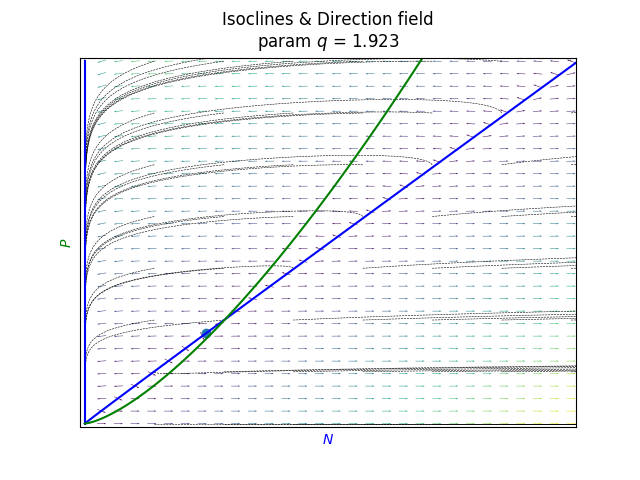 Isoclines & Direction field
param q = 1.923
P
N